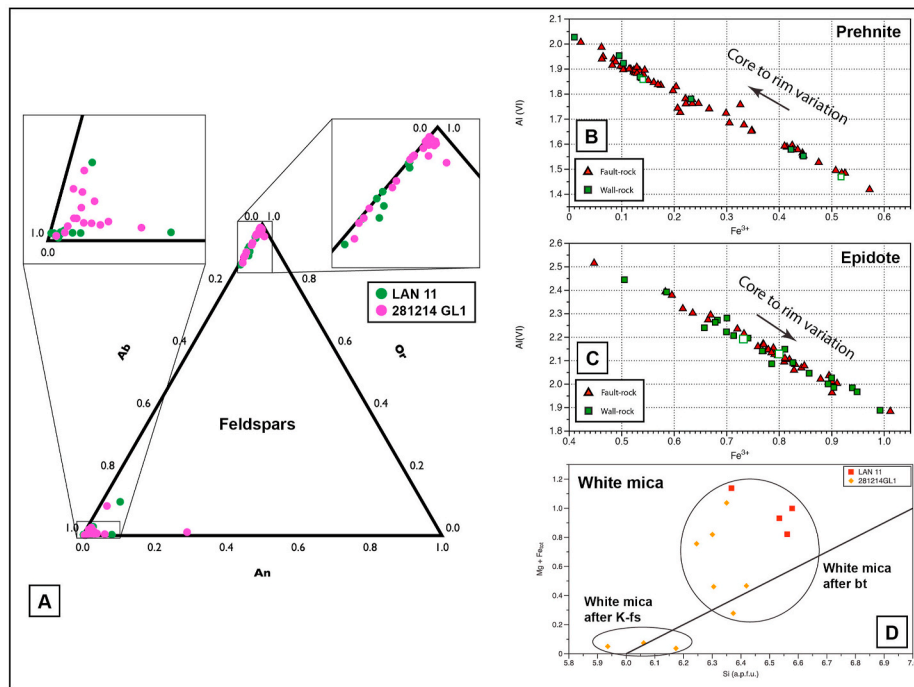 A
Feldspars
0.0 1.0
0.2
0.4
0.6
0.8
1.0
Ab
0.8
0.6
0.4
0.2
0.0
Or
0.0
0.2
0.4
0.6
0.8
1.0
An
1.0
0.0
0.0 1.0
LAN 11
281214 GL1
Prehnite
Core to rim variation
B
Fault-rock
Wall-rock
Al (VI)
2.1
2.0
1.9
1.8
1.7
1.6
1.5
1.4
0
0.1
0.2
0.3
0.4
0.5
0.6
Fe3+
Epidote
Core to rim variation
C
Fault-rock
Wall-rock
Al(VI)
2.6
2.5
2.4
2.3
2.2
2.1
2.0
1.9
1.8
0.4
0.5
0.6
0.7
0.8
0.9
1.0
Fe3+
White mica
LAN 11
281214GL1
White mica
after bt
White mica
after K-fs
D
Mg + Fetot
1.2
1.0
0.8
0.6
0.4
0.2
0
5.8
5.9
6.0
6.1
6.2
6.3
6.4
6.5
6.6
6.7
6.8
6.9
Si (a.p.f.u.)